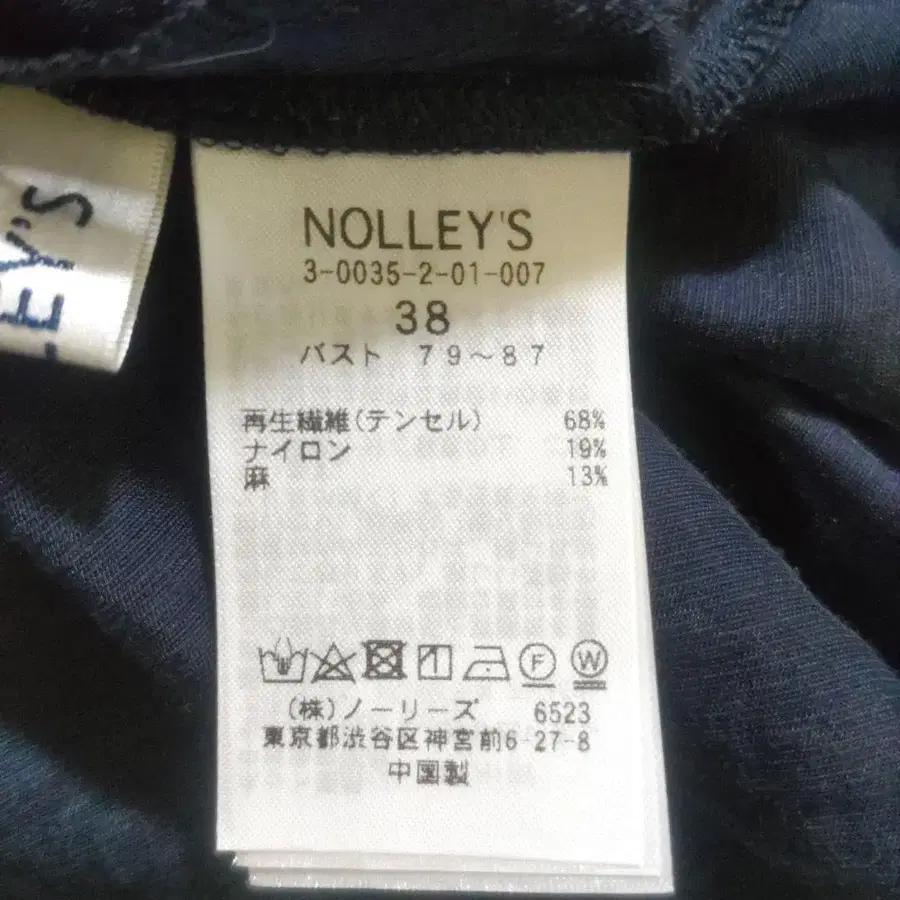 EY'S
NOLLEY'S
3-0035-2-01-007
38
バスト 79～87
再生繊維(テンセル) 68%
ナイロン 19%
麻 13%
F W
(株)ノーリーズ 6523
東京都渋谷区神宮前6-27-8
中国製